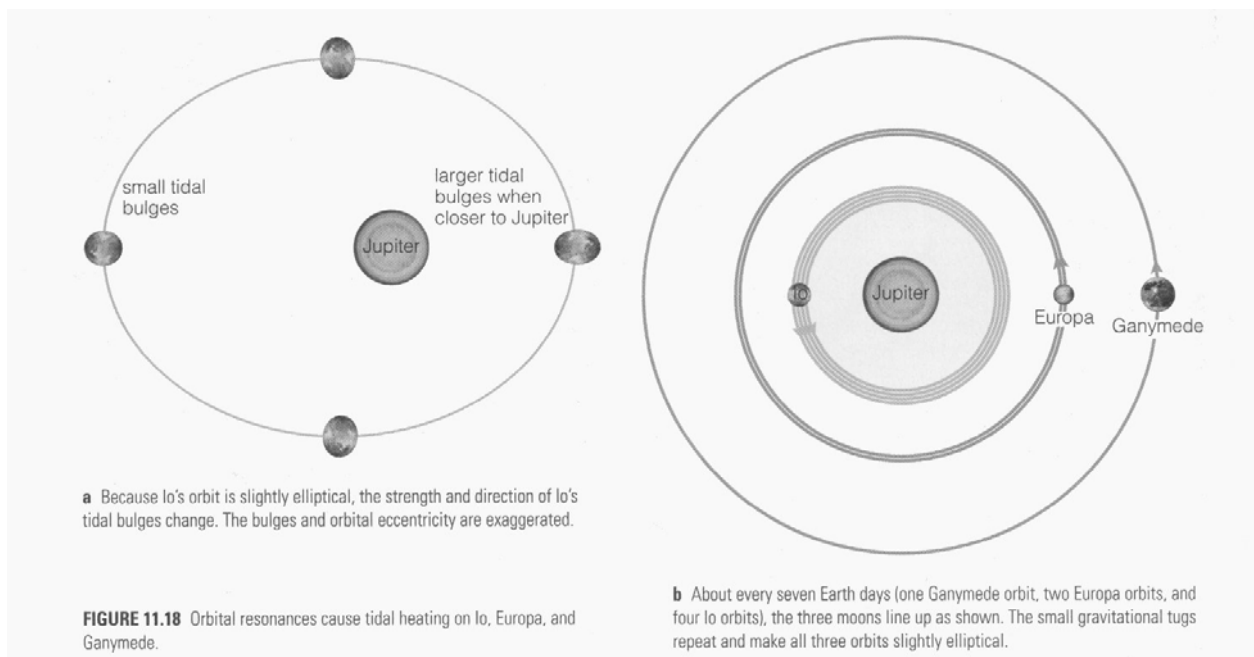 small tidal
bulges
larger tidal
bulges when
closer to Jupiter
Jupiter
a Because Io's orbit is slightly elliptical, the strength and direction of Io's
tidal bulges change. The bulges and orbital eccentricity are exaggerated.
FIGURE 11.18 Orbital resonances cause tidal heating on Io, Europa, and
Ganymede.
Io
Jupiter
Europa
Ganymede
b About every seven Earth days (one Ganymede orbit, two Europa orbits, and
four Io orbits), the three moons line up as shown. The small gravitational tugs
repeat and make all three orbits slightly elliptical.